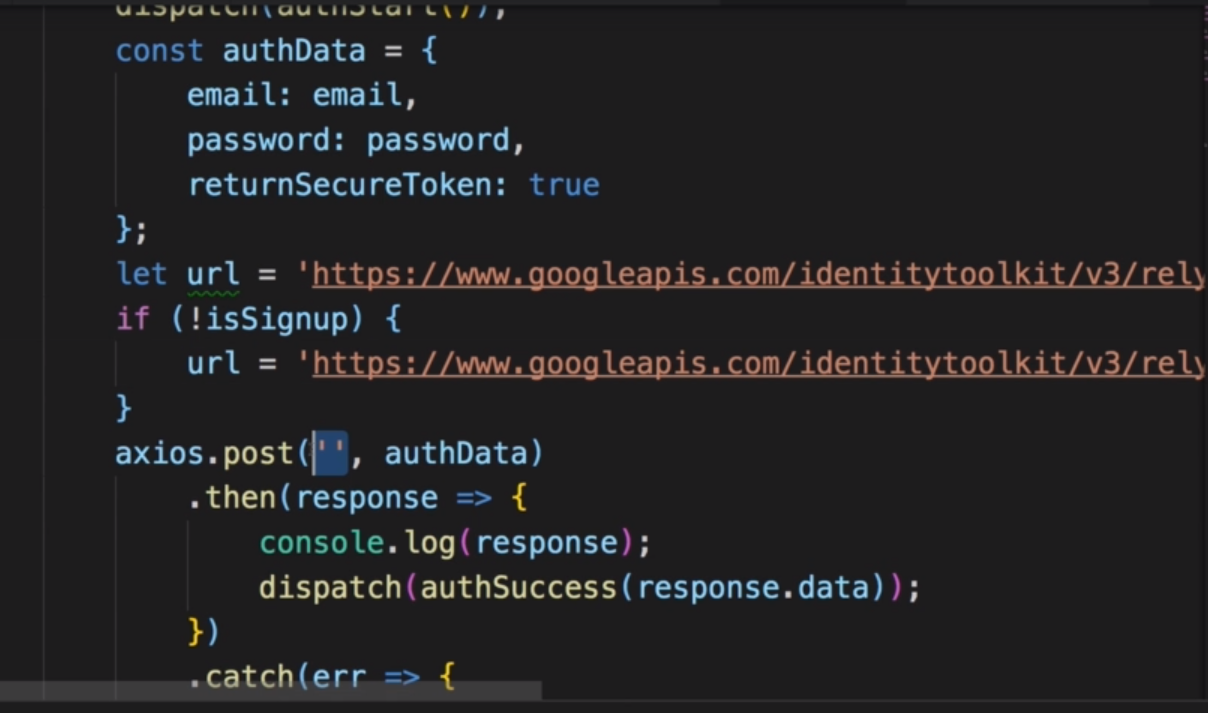 dispatch(authStart());
const authData = {
email: email,
password: password,
returnSecureToken: true
};
let url = 'https://www.googleapis.com/identitytoolkit/v3/rely
if (!isSignup) {
url = 'https://www.googleapis.com/identitytoolkit/v3/rely
}
axios.post('', authData)
.then(response => {
console.log(response);
dispatch(authSuccess(response.data));
})
.catch(err => {